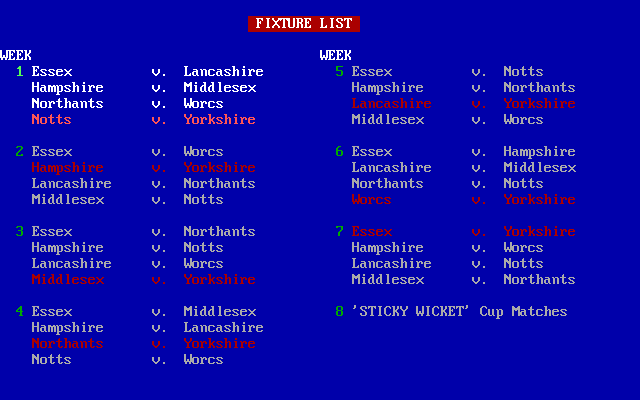 FIXTURE LIST
WEEK
1 Essex v. Lancashire
Hampshire v. Middlesex
Northants v. Worcs
Notts v. Yorkshire
2 Essex v. Worcs
Hampshire v. Yorkshire
Lancashire v. Northants
Middlesex v. Notts
3 Essex v. Northants
Hampshire v. Notts
Lancashire v. Worcs
Middlesex v. Yorkshire
4 Essex v. Middlesex
Hampshire v. Lancashire
Northants v. Yorkshire
Notts v. Worcs
WEEK
5 Essex v. Notts
Hampshire v. Northants
Lancashire v. Yorkshire
Middlesex v. Worcs
6 Essex v. Hampshire
Lancashire v. Middlesex
Northants v. Notts
Worcs v. Yorkshire
7 Essex v. Yorkshire
Hampshire v. Worcs
Lancashire v. Notts
Middlesex v. Northants
8 'STICKY WICKET' Cup Matches